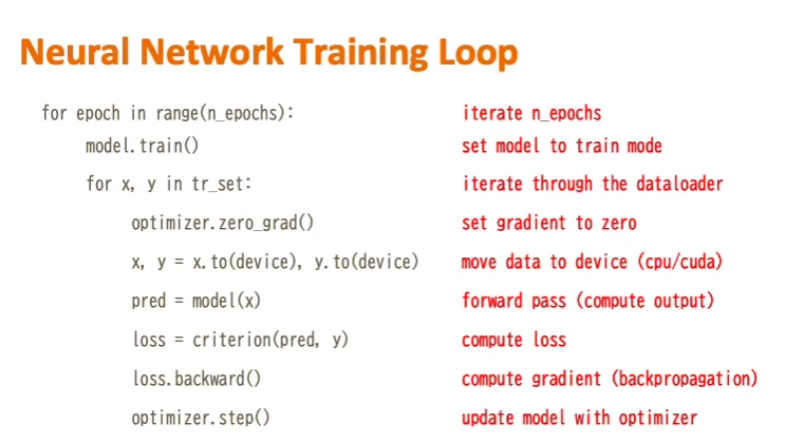 Neural Network Training Loop
for epoch in range(n_epochs): iterate n_epochs
model.train() set model to train mode
for x, y in tr_set: iterate through the dataloader
optimizer.zero_grad() set gradient to zero
x, y = x.to(device), y.to(device) move data to device (cpu/cuda)
pred = model(x) forward pass (compute output)
loss = criterion(pred, y) compute loss
loss.backward() compute gradient (backpropagation)
optimizer.step() update model with optimizer